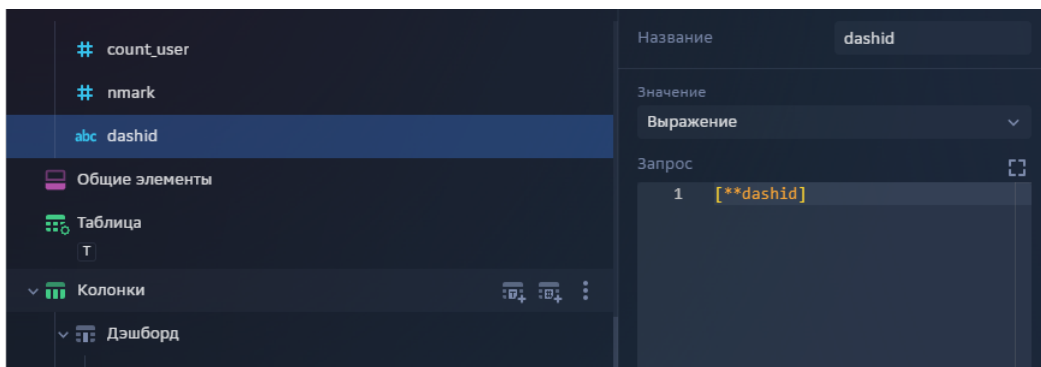 count_user
nmark
abc dashid
Общие элементы
Таблица
T
Колонки
Дэшборд
Название
dashid
Значение
Выражение
Запрос
1 [**dashid]